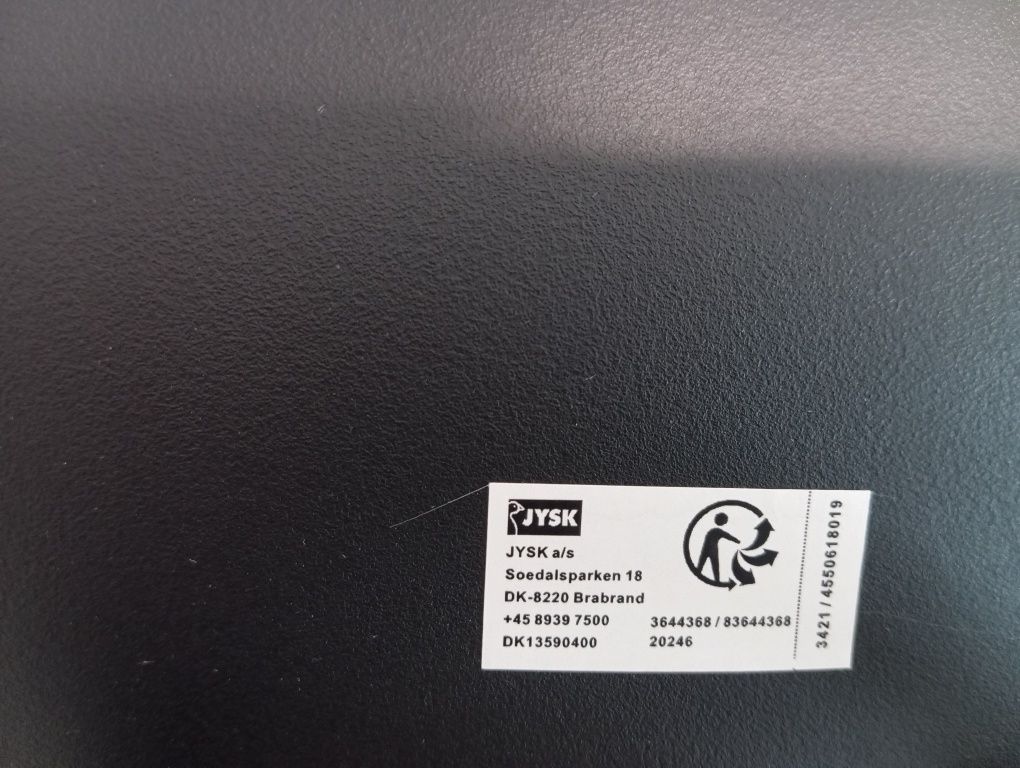 JYSK
JYSK a/s
Soedalsparken 18
DK-8220 Brabrand
+45 8939 7500
DK13590400
3644368 / 83644368
20246
3421 / 4550618019